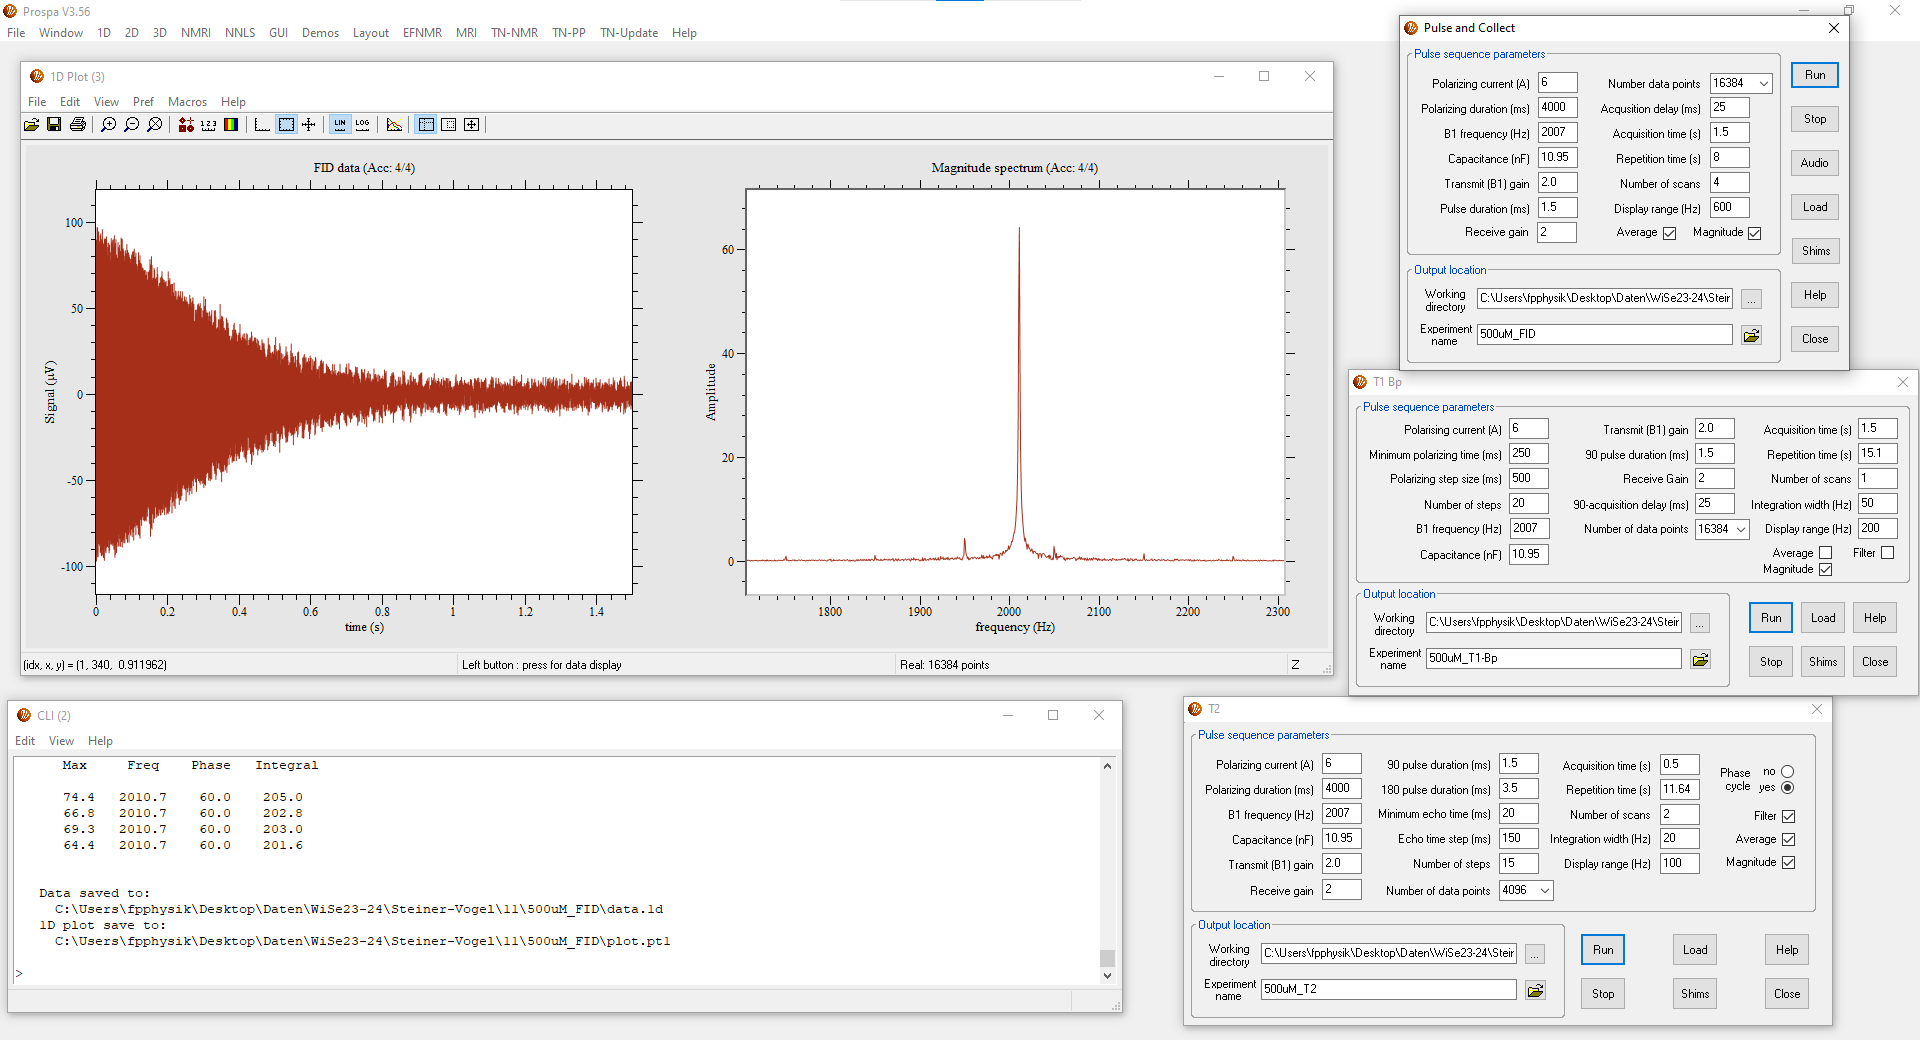 Prospa V3.56
File Window 1D 2D 3D NMRI NNLS GUI Demos Layout EFNMR MRI TN-NMR TN-PP TN-Update Help
1D Plot (3)
File Edit View Pref Macros Help
1 2 3 LIN LOG
FID data (Acc: 4/4)
Signal (µV)
100
50
0
-50
-100
0 0.2 0.4 0.6 0.8 1 1.2 1.4
time (s)
Magnitude spectrum (Acc: 4/4)
Amplitude
60
40
20
0
1800 1900 2000 2100 2200 2300
frequency (Hz)
(idx, x, y) = (1, 340, 0.911962) Left button : press for data display Real: 16384 points Z
CLI (2)
Edit View Help
Max Freq Phase Integral
74.4 2010.7 60.0 205.0
66.8 2010.7 60.0 202.8
69.3 2010.7 60.0 203.0
64.4 2010.7 60.0 201.6
Data saved to:
C:\Users\fpphysik\Desktop\Daten\WiSe23-24\Steiner-Vogel\11\500uM_FID\data.1d
1D plot save to:
C:\Users\fpphysik\Desktop\Daten\WiSe23-24\Steiner-Vogel\11\500uM_FID\plot.pt1
>
Pulse and Collect
Pulse sequence parameters
Polarizing current (A) 6 Number data points 16384
Polarizing duration (ms) 4000 Acqusition delay (ms) 25
B1 frequency (Hz) 2007 Acquisition time (s) 1.5
Capacitance (nF) 10.95 Repetition time (s) 8
Transmit (B1) gain 2.0 Number of scans 4
Pulse duration (ms) 1.5 Display range (Hz) 600
Receive gain 2 Average Magnitude
Output location
Working directory C:\Users\fpphysik\Desktop\Daten\WiSe23-24\Steir ...
Experiment name 500uM_FID
Run
Stop
Audio
Load
Shims
Help
Close
T1 Bp
Pulse sequence parameters
Polarising current (A) 6 Transmit (B1) gain 2.0 Acquisition time (s) 1.5
Minimum polarizing time (ms) 250 90 pulse duration (ms) 1.5 Repetition time (s) 15.1
Polarizing step size (ms) 500 Receive Gain 2 Number of scans 1
Number of steps 20 90-acquisition delay (ms) 25 Integration width (Hz) 50
B1 frequency (Hz) 2007 Number of data points 16384 Display range (Hz) 200
Capacitance (nF) 10.95 Average Filter
Magnitude
Output location
Working directory C:\Users\fpphysik\Desktop\Daten\WiSe23-24\Steir ...
Experiment name 500uM_T1-Bp
Run Load Help
Stop Shims Close
T2
Pulse sequence parameters
Polarizing current (A) 6 90 pulse duration (ms) 1.5 Acquisition time (s) 0.5 Phase cycle no
Polarizing duration (ms) 4000 180 pulse duration (ms) 3.5 Repetition time (s) 11.64 yes
B1 frequency (Hz) 2007 Minimum echo time (ms) 20 Number of scans 2 Filter
Capacitance (nF) 10.95 Echo time step (ms) 150 Integration width (Hz) 20 Average
Transmit (B1) gain 2.0 Number of steps 15 Display range (Hz) 100 Magnitude
Receive gain 2 Number of data points 4096
Output location
Working directory C:\Users\fpphysik\Desktop\Daten\WiSe23-24\Steir ...
Experiment name 500uM_T2
Run Load Help
Stop Shims Close